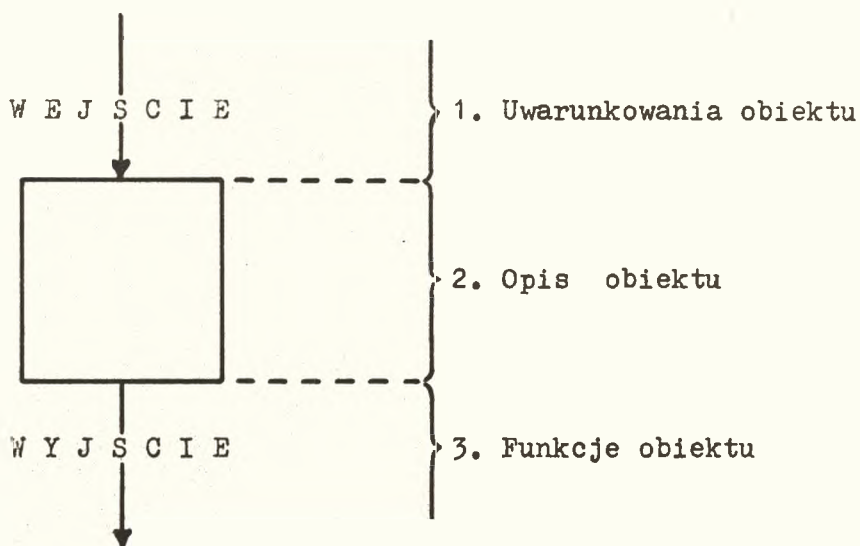 W E J S C I E
1. Uwarunkowania obiektu
2. Opis obiektu
W Y J S C I E
3. Funkcje obiektu